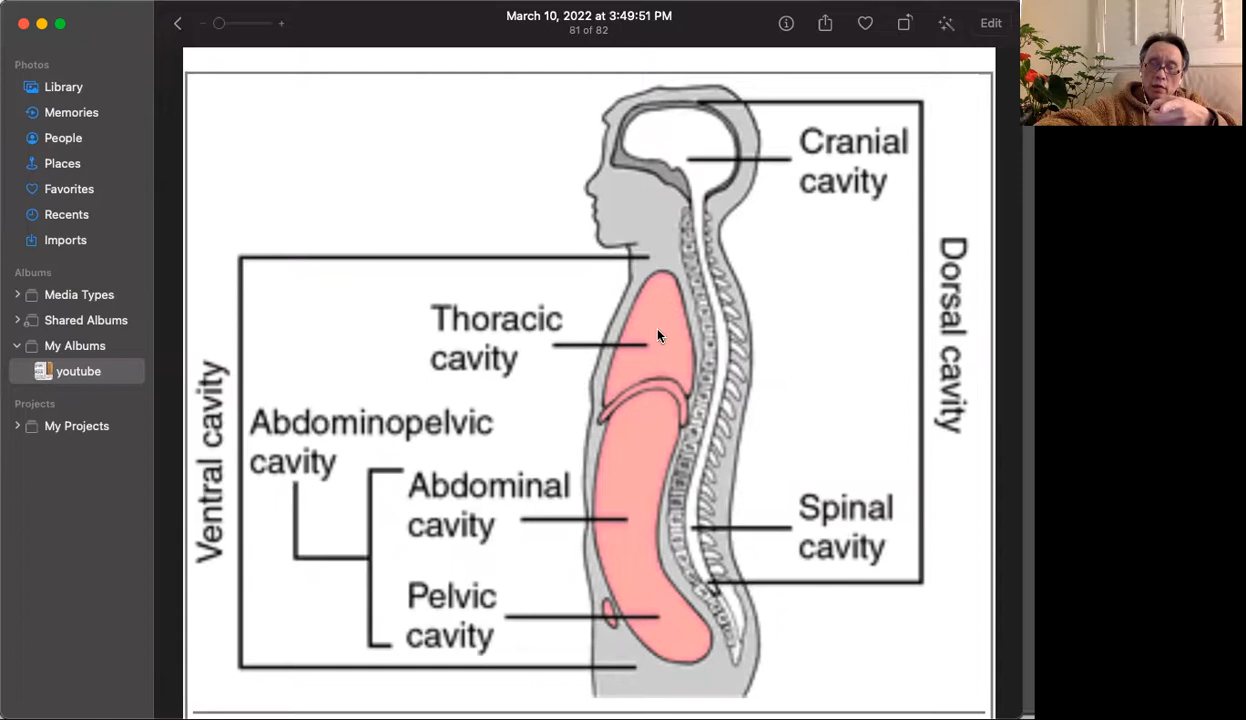 March 10, 2022 at 3:49:51 PM
81 of 82
Edit
Photos
Library
Memories
People
Places
Favorites
Recents
Imports
Albums
Media Types
Shared Albums
My Albums
youtube
Projects
My Projects
Cranial
cavity
Dorsal cavity
Thoracic
cavity
Ventral cavity
Abdominopelvic
cavity
Abdominal
cavity
Spinal
cavity
Pelvic
cavity